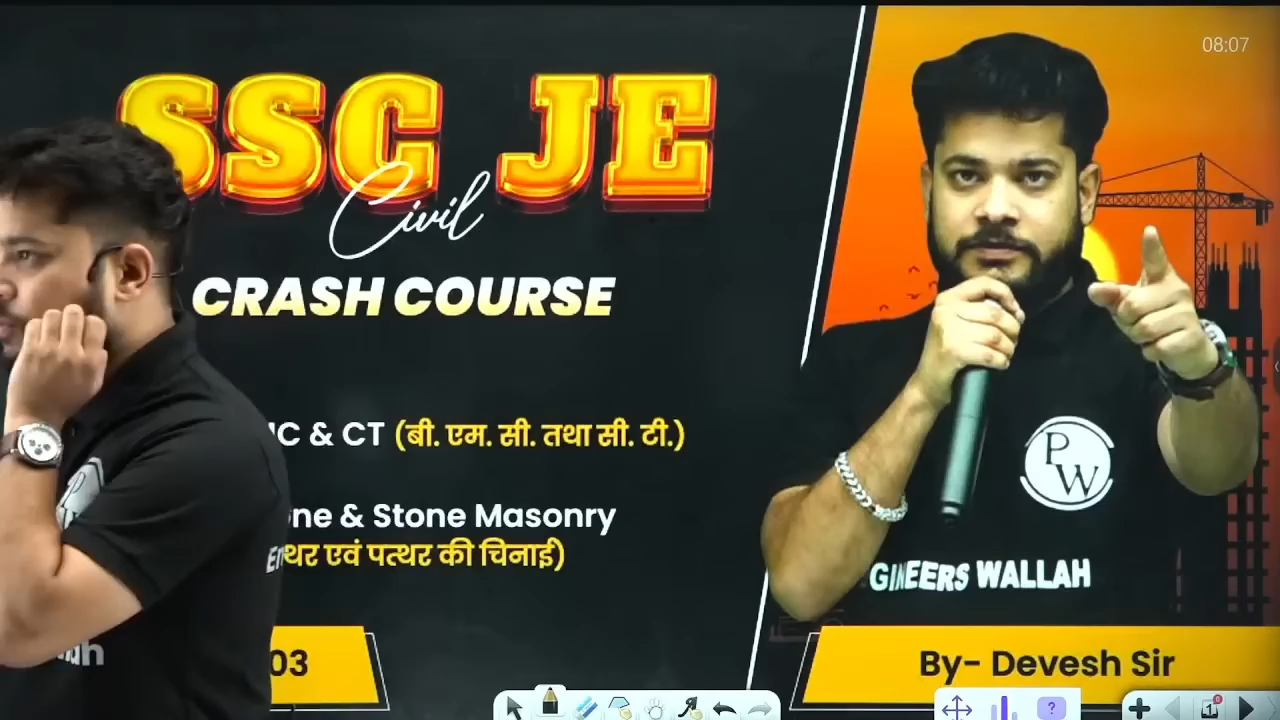 08:07
SSC JE
Civil
CRASH COURSE
C & CT (बी. एम. सी. तथा सी. टी.)
ne & Stone Masonry
त्थर एवं पत्थर की चिनाई)
03
PW
GINEERS WALLAH
By- Devesh Sir